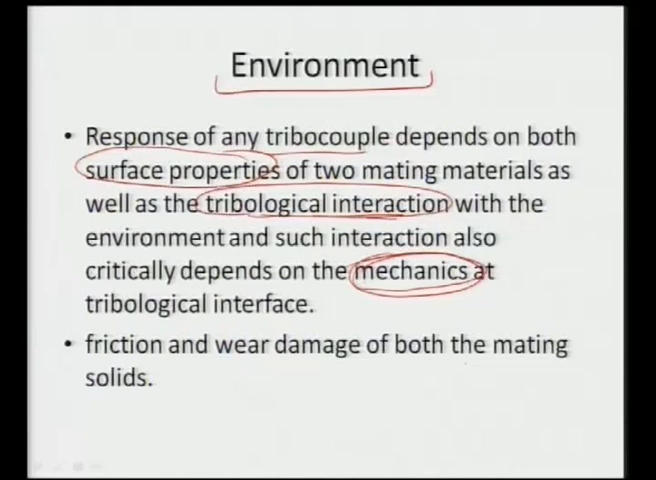 Environment
• Response of any tribocouple depends on both
surface properties of two mating materials as
well as the tribological interaction with the
environment and such interaction also
critically depends on the mechanics at
tribological interface.
• friction and wear damage of both the mating
solids.